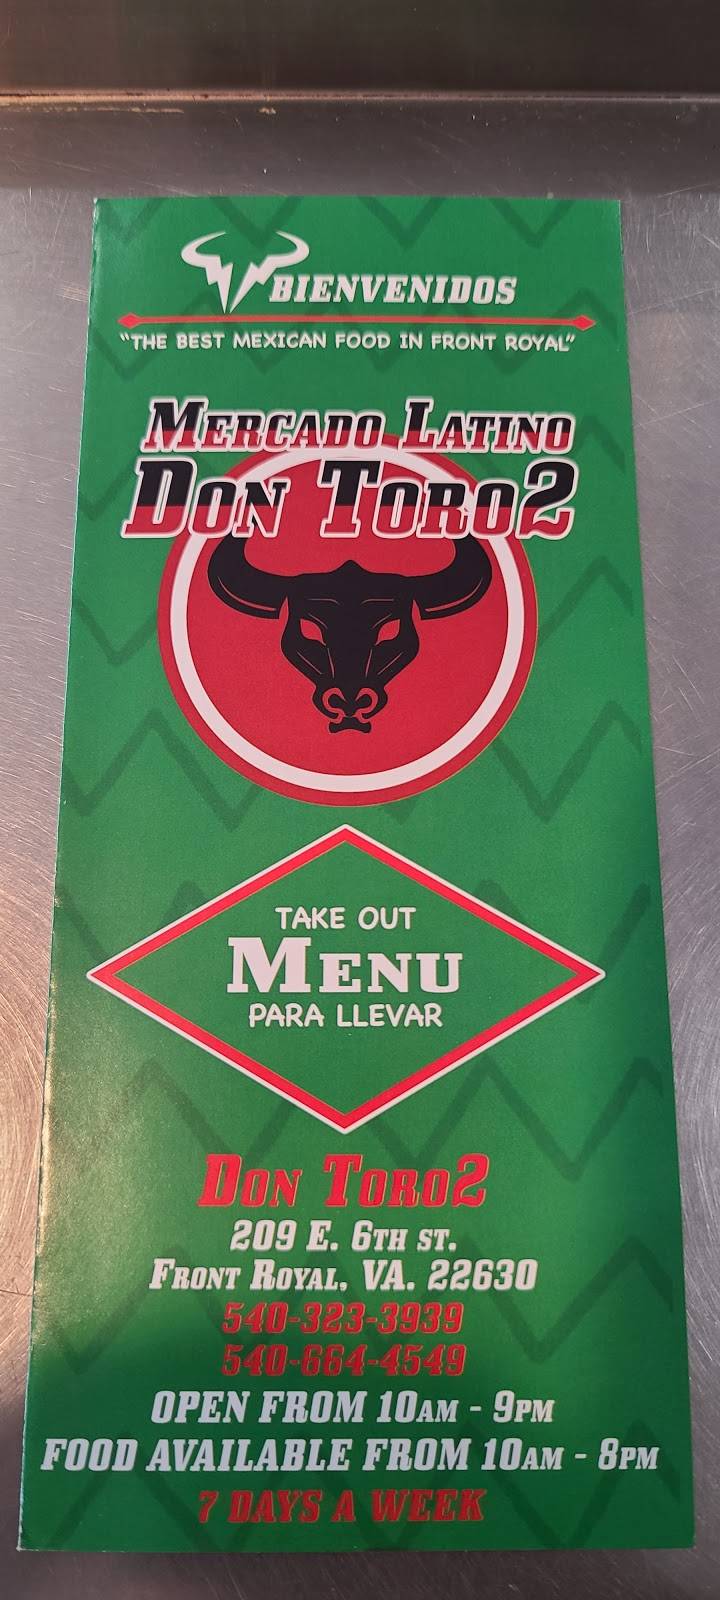 BIENVENIDOS
"THE BEST MEXICAN FOOD IN FRONT ROYAL"
MERCADO LATINO
DON TORO2
TAKE OUT
MENU
PARA LLEVAR
DON TORO2
209 E. 6TH ST.
FRONT ROYAL, VA. 22630
540-323-3939
540-664-4549
OPEN FROM 10AM - 9PM
FOOD AVAILABLE FROM 10AM - 8PM
7 DAYS A WEEK